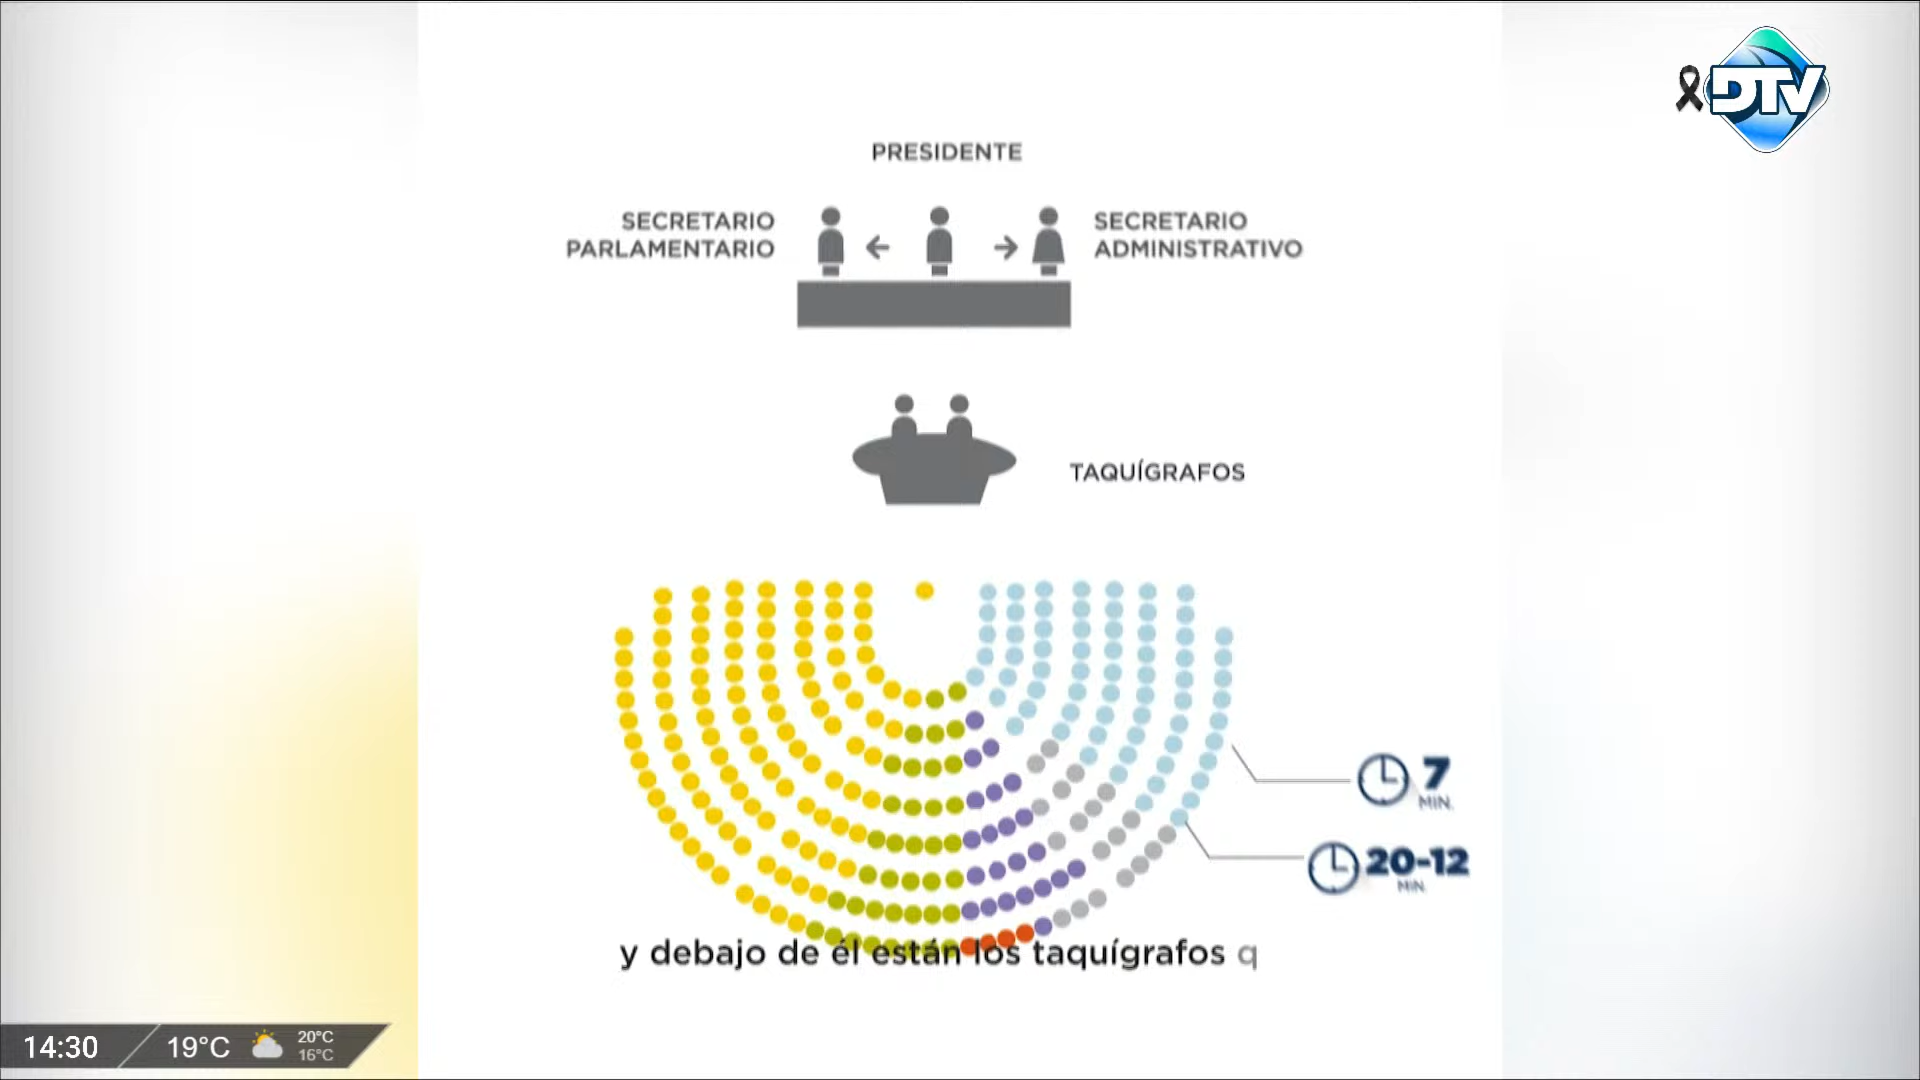 DTV
PRESIDENTE
SECRETARIO
PARLAMENTARIO
SECRETARIO
ADMINISTRATIVO
TAQUÍGRAFOS
7
MIN.
20-12
MIN.
y debajo de él están los taquígrafos q
14:30
19°C
20°C
16°C